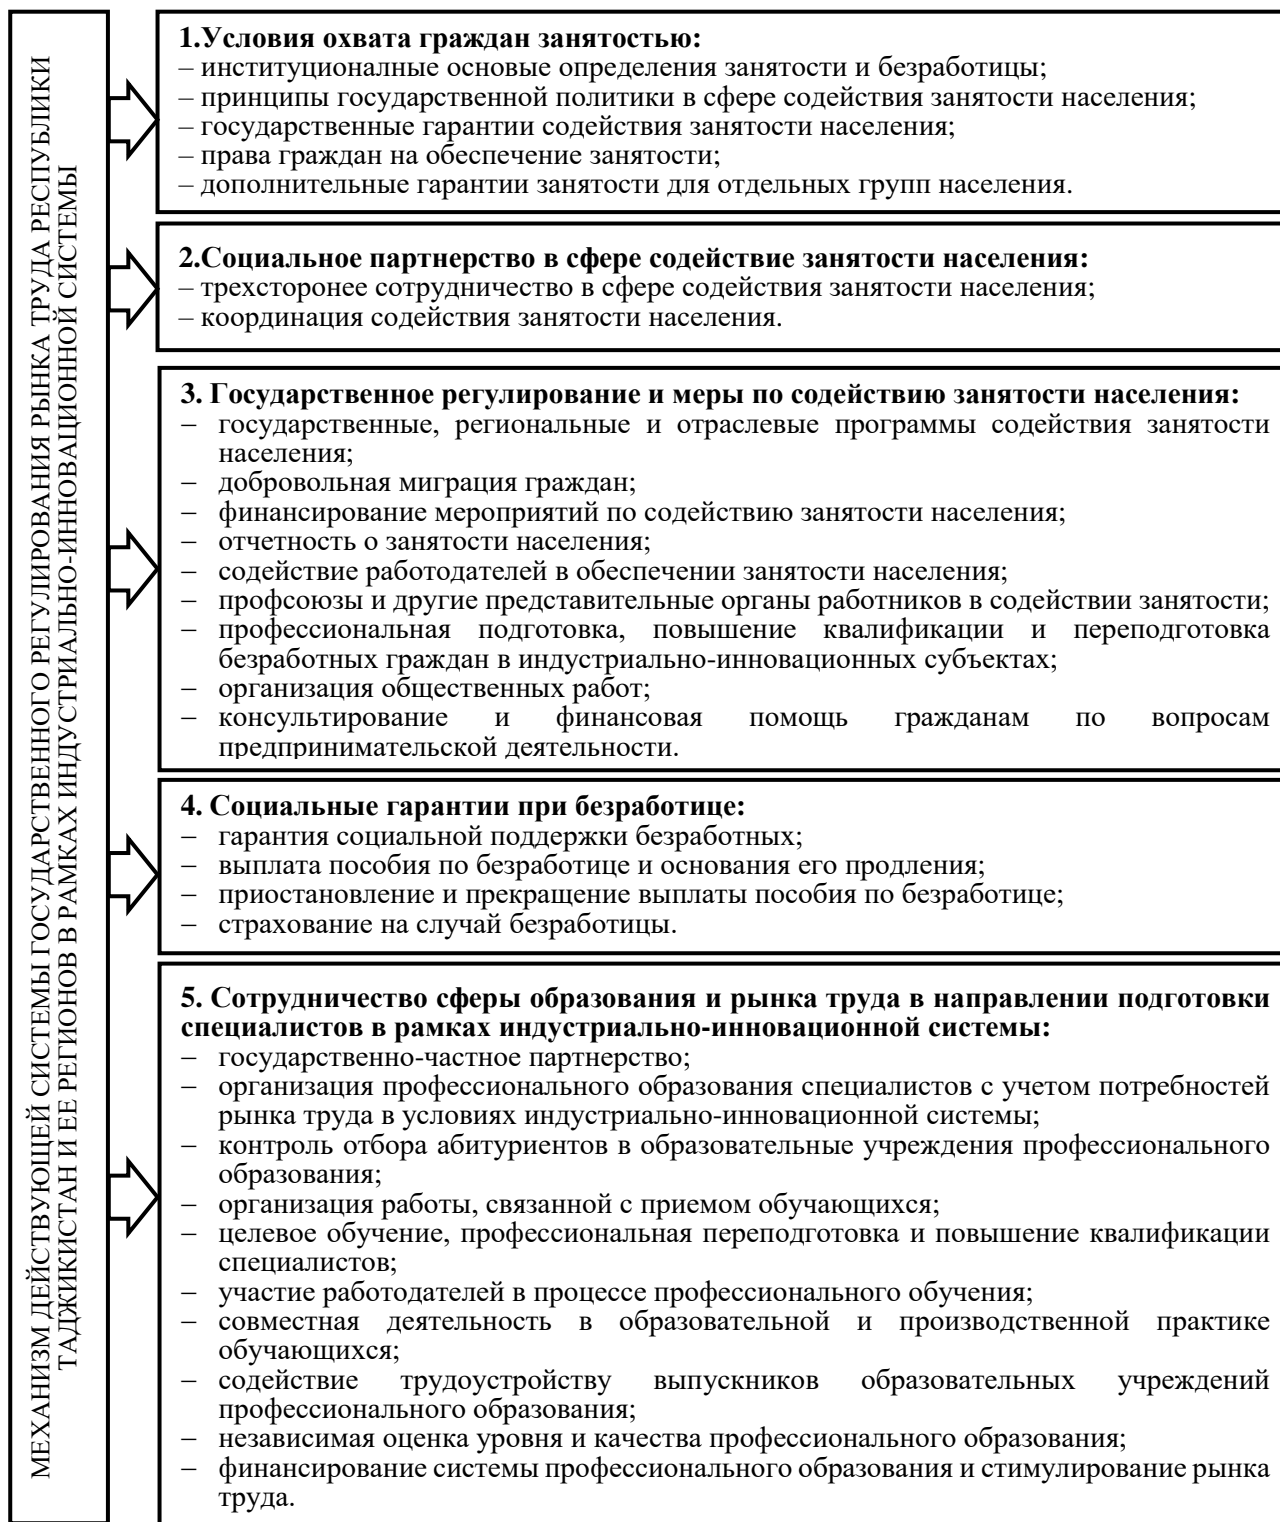 МЕХАНИЗМ ДЕЙСТВУЮЩЕЙ СИСТЕМЫ ГОСУДАРСТВЕННОГО РЕГУЛИРОВАНИЯ РЫНКА ТРУДА РЕСПУБЛИКИ
ТАДЖИКИСТАН И ЕЕ РЕГИОНОВ В РАМКАХ ИНДУСТРИАЛЬНО-ИННОВАЦИОННОЙ СИСТЕМЫ
1.Условия охвата граждан занятостью:
– институционалные основые определения занятости и безработицы;
– принципы государственной политики в сфере содействия занятости населения;
– государственные гарантии содействия занятости населения;
– права граждан на обеспечение занятости;
– дополнительные гарантии занятости для отдельных групп населения.
2.Социальное партнерство в сфере содействие занятости населения:
– трехсторонее сотрудничество в сфере содействия занятости населения;
– координация содействия занятости населения.
3. Государственное регулирование и меры по содействию занятости населения:
– государственные, региональные и отраслевые программы содействия занятости
населения;
– добровольная миграция граждан;
– финансирование мероприятий по содействию занятости населения;
– отчетность о занятости населения;
– содействие работодателей в обеспечении занятости населения;
– профсоюзы и другие представительные органы работников в содействии занятости;
– профессиональная подготовка, повышение квалификации и переподготовка
безработных граждан в индустриально-инновационных субъектах;
– организация общественных работ;
– консультирование и финансовая помощь гражданам по вопросам
предпринимательской деятельности.
4. Социальные гарантии при безработице:
– гарантия социальной поддержки безработных;
– выплата пособия по безработице и основания его продления;
– приостановление и прекращение выплаты пособия по безработице;
– страхование на случай безработицы.
5. Сотрудничество сферы образования и рынка труда в направлении подготовки
специалистов в рамках индустриально-инновационной системы:
– государственно-частное партнерство;
– организация профессионального образования специалистов с учетом потребностей
рынка труда в условиях индустриально-инновационной системы;
– контроль отбора абитуриентов в образовательные учреждения профессионального
образования;
– организация работы, связанной с приемом обучающихся;
– целевое обучение, профессиональная переподготовка и повышение квалификации
специалистов;
– участие работодателей в процессе профессионального обучения;
– совместная деятельность в образовательной и производственной практике
обучающихся;
– содействие трудоустройству выпускников образовательных учреждений
профессионального образования;
– независимая оценка уровня и качества профессионального образования;
– финансирование системы профессионального образования и стимулирование рынка
труда.